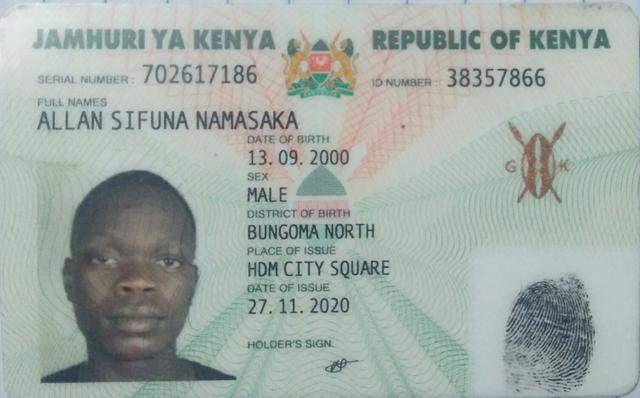 JAMHURI YA KENYA REPUBLIC OF KENYA
SERIAL NUMBER: 702617186 ID NUMBER: 38357866
FULL NAMES
ALLAN SIFUNA NAMASAKA
DATE OF BIRTH
13. 09. 2000
SEX
MALE
G K
DISTRICT OF BIRTH
BUNGOMA NORTH
PLACE OF ISSUE
HDM CITY SQUARE
DATE OF ISSUE
27. 11. 2020
HOLDER'S SIGN.